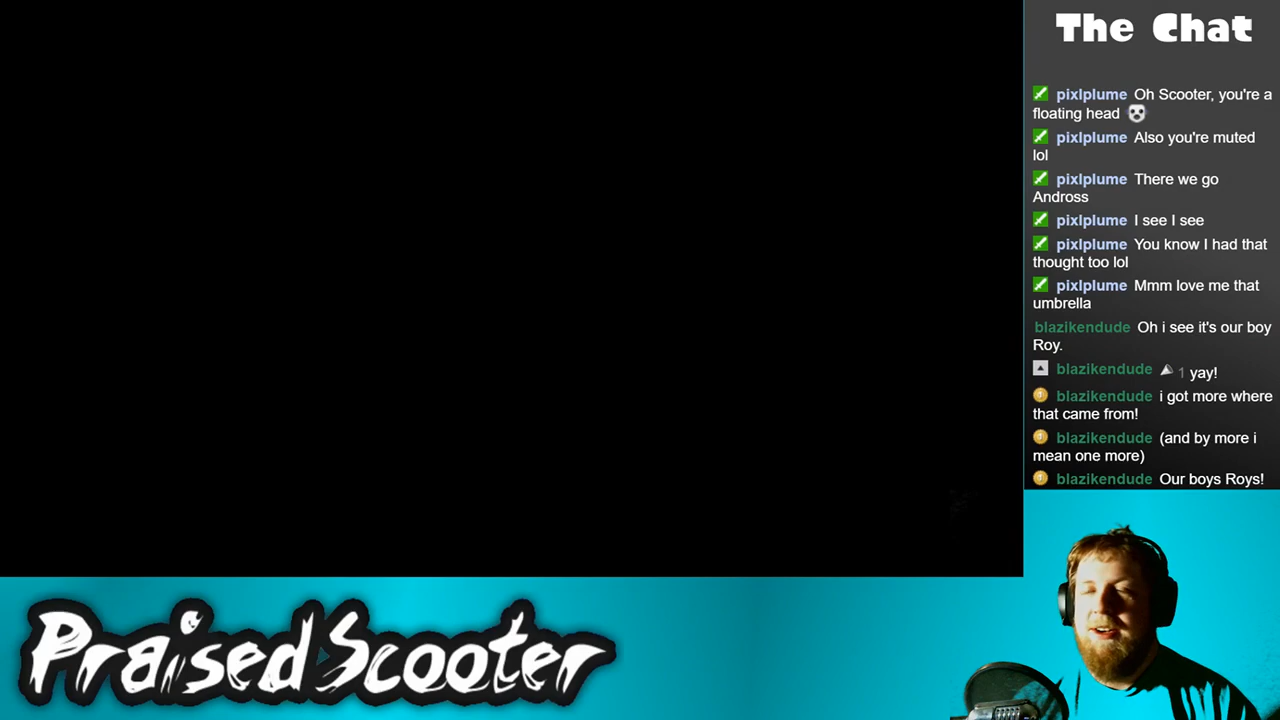 The Chat
pixlplume Oh Scooter, you're a
floating head
pixlplume Also you're muted
lol
pixlplume There we go
Andross
pixlplume I see I see
pixlplume You know I had that
thought too lol
pixlplume Mmm love me that
umbrella
blazikendude Oh i see it's our boy
Roy.
blazikendude 1 yay!
blazikendude i got more where
that came from!
blazikendude (and by more i
mean one more)
blazikendude Our boys Roys!
PraisedScooter